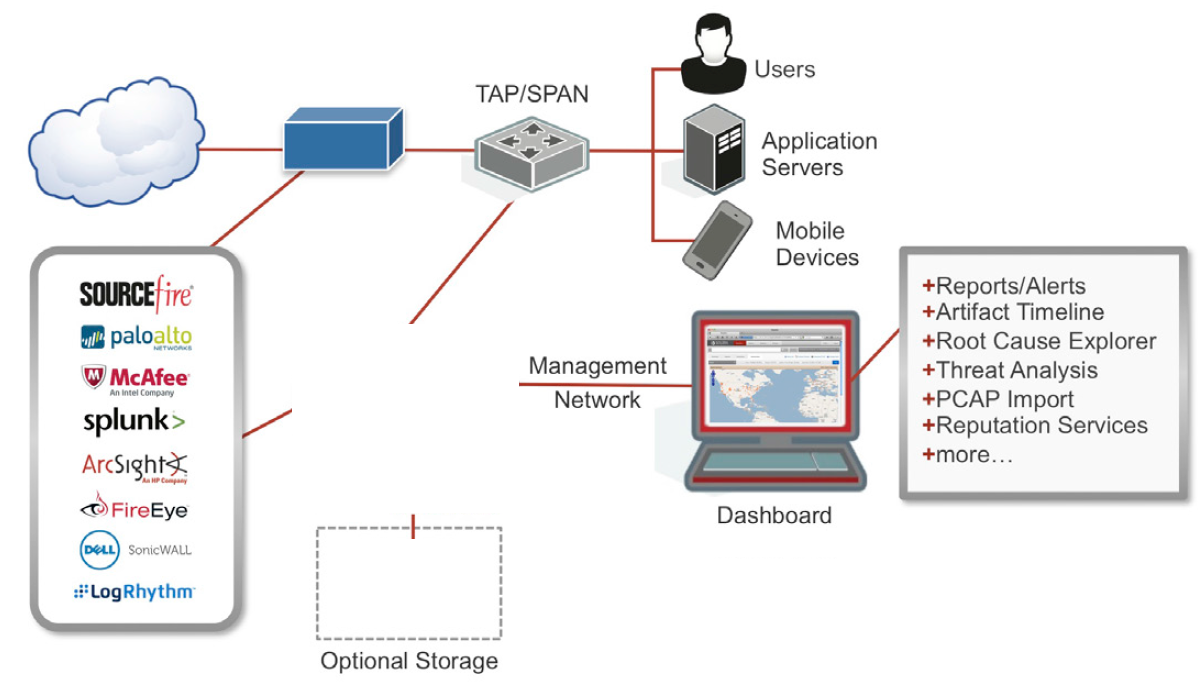 Users
TAP/SPAN
Application
Servers
Mobile
Devices
SOURCEfire®
paloalto
NETWORKS
McAfee
An Intel Company
splunk>
ArcSight
An HP Company
FireEye
DELL SonicWALL
LogRhythm
Management
Network
Dashboard
+Reports/Alerts
+Artifact Timeline
+Root Cause Explorer
+Threat Analysis
+PCAP Import
+Reputation Services
+more…
Optional Storage